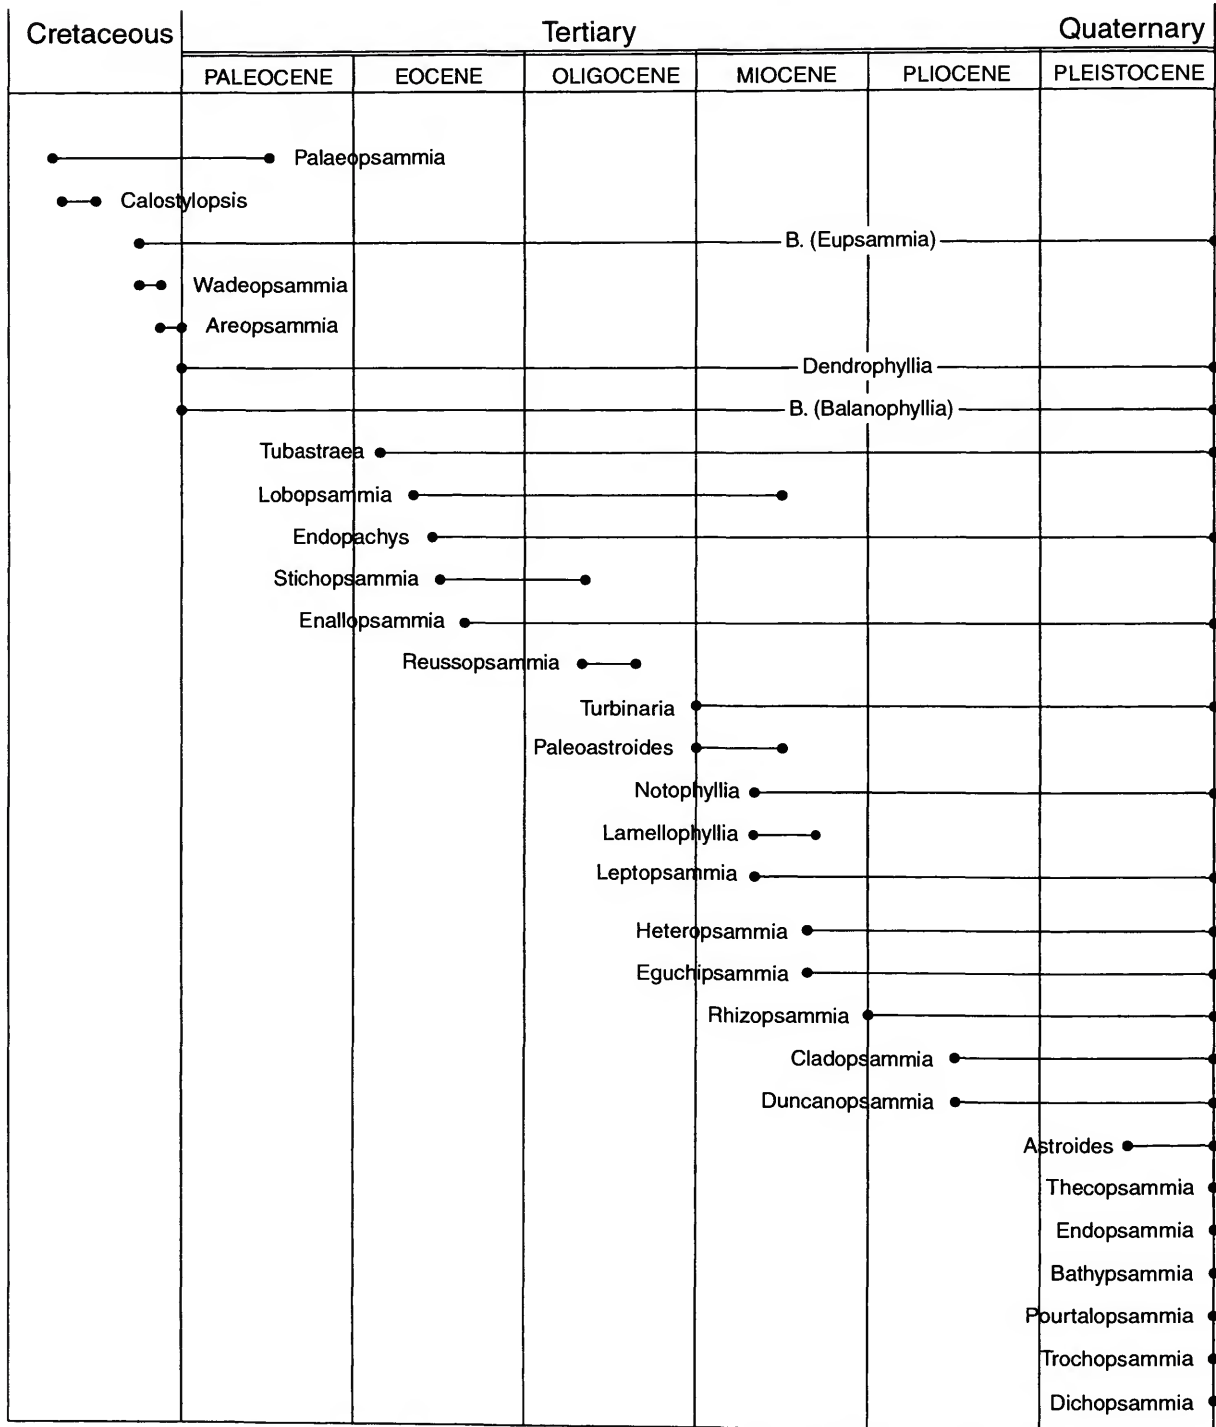 Cretaceous Tertiary Quaternary
PALEOCENE EOCENE OLIGOCENE MIOCENE PLIOCENE PLEISTOCENE
Palaeopsammia
Calostylopsis
B. (Eupsammia)
Wadeopsammia
Areopsammia
Dendrophyllia
B. (Balanophyllia)
Tubastraea
Lobopsammia
Endopachys
Stichopsammia
Enallopsammia
Reussopsammia
Turbinaria
Paleoastroides
Notophyllia
Lamellophyllia
Leptopsammia
Heteropsammia
Eguchipsammia
Rhizopsammia
Cladopsammia
Duncanopsammia
Astroides
Thecopsammia
Endopsammia
Bathypsammia
Pourtalopsammia
Trochopsammia
Dichopsammia